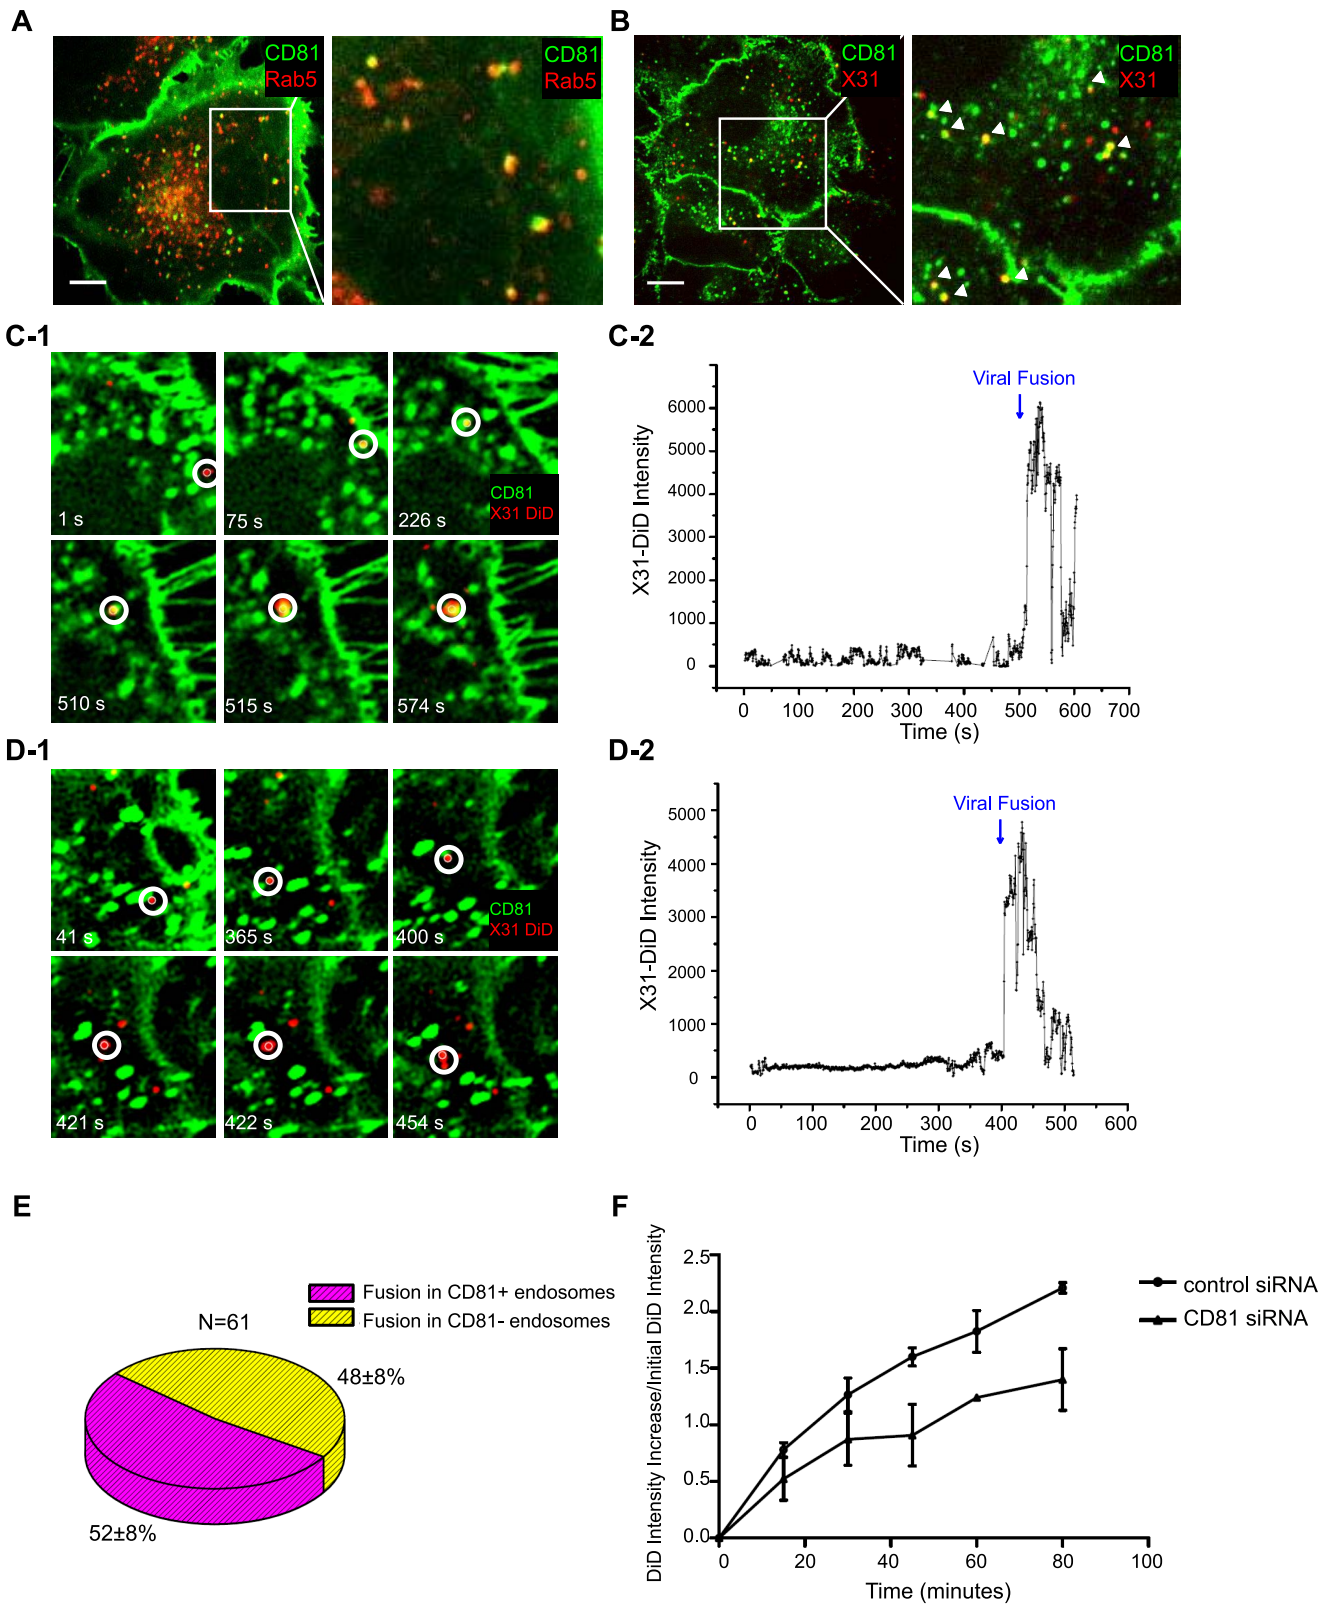 A
CD81
Rab5
CD81
Rab5
B
CD81
X31
CD81
X31
C-1
1 s
75 s
226 s
CD81
X31 DiD
510 s
515 s
574 s
C-2
Viral Fusion
X31-DiD Intensity
6000
5000
4000
3000
2000
1000
0
0 100 200 300 400 500 600 700
Time (s)
D-1
41 s
365 s
400 s
CD81
X31 DiD
421 s
422 s
454 s
D-2
Viral Fusion
X31-DiD Intensity
5000
4000
3000
2000
1000
0
0 100 200 300 400 500 600
Time (s)
E
N=61
Fusion in CD81+ endosomes
Fusion in CD81- endosomes
48±8%
52±8%
F
DiD Intensity Increase/Initial DiD Intensity
2.5
2.0
1.5
1.0
0.5
0.0
0 20 40 60 80 100
Time (minutes)
control siRNA
CD81 siRNA